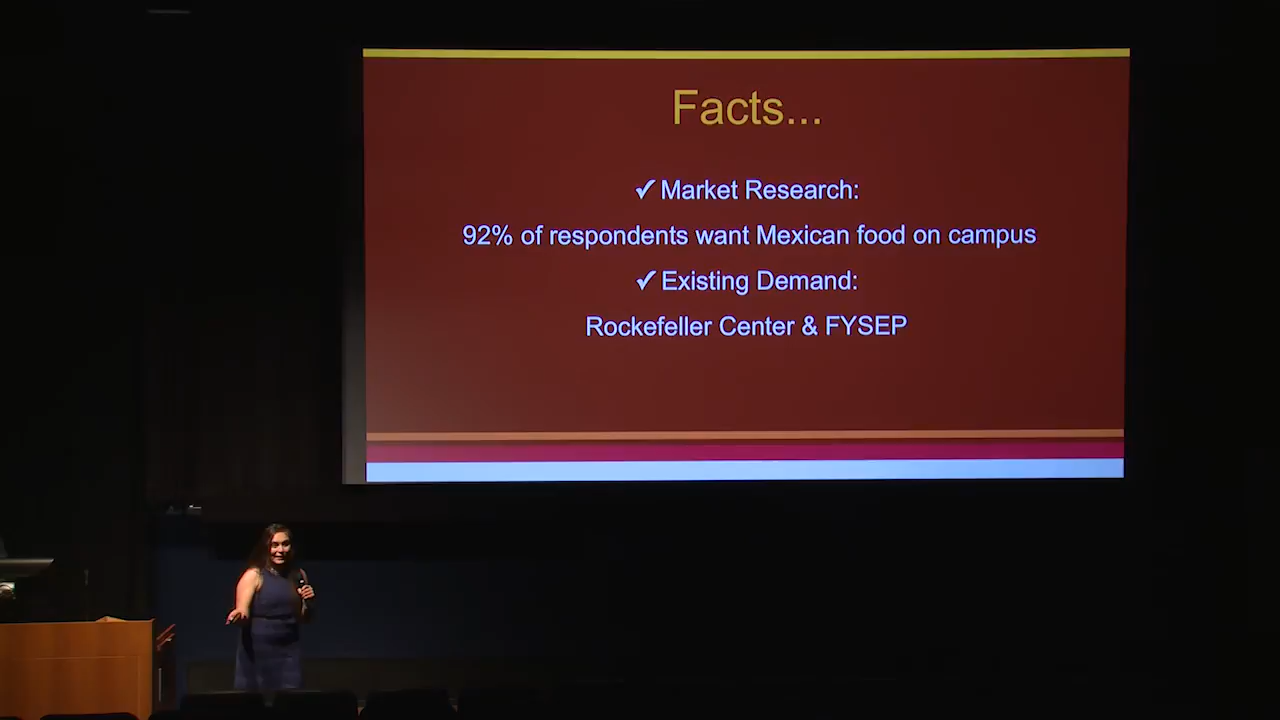 Facts...
✓Market Research:
92% of respondents want Mexican food on campus
✓Existing Demand:
Rockefeller Center & FYSEP